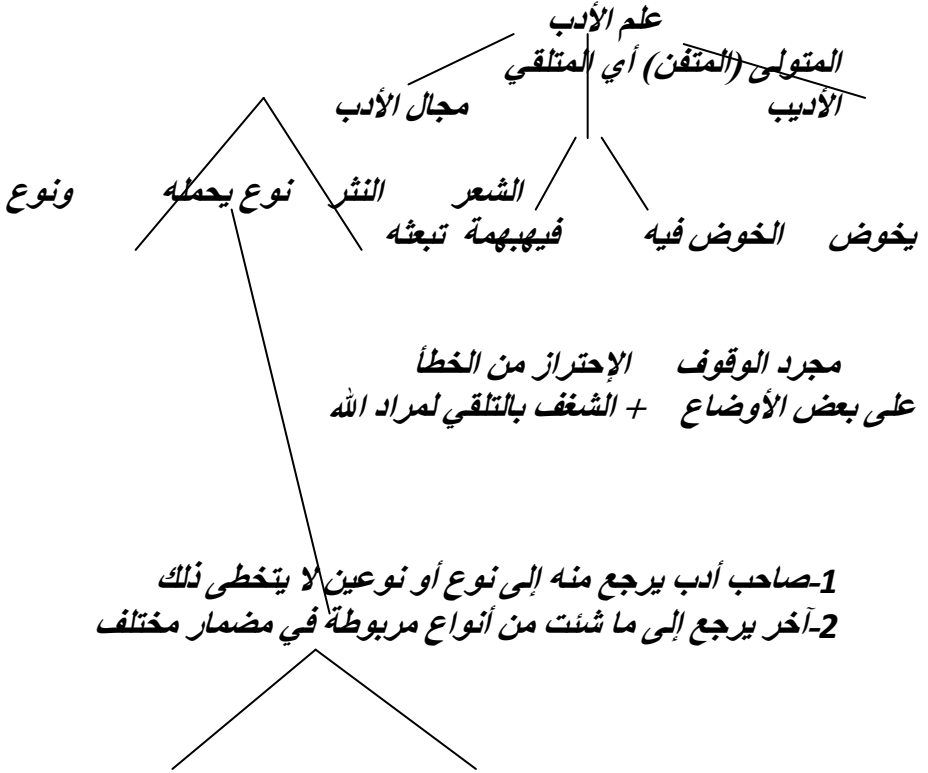 علم الأدب
المتولى (المتفن) أي المتلقي
الأديب مجال الأدب
الشعر النثر نوع يحمله ونوع
يخوض الخوض فيه فيهبهمة تبعثه
مجرد الوقوف الإحتراز من الخطأ
على بعض الأوضاع + الشغف بالتلقي لمراد الله
1-صاحب أدب يرجع منه إلى نوع أو نوعين لا يتخطى ذلك
2-آخر يرجع إلى ما شئت من أنواع مربوطة في مضمار مختلف